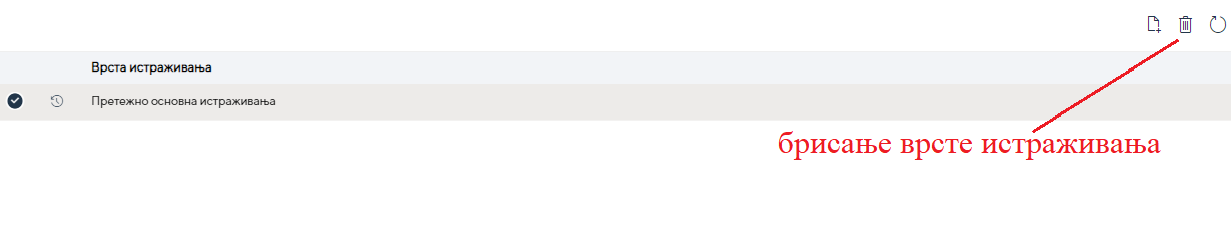 Врста истраживања
Претежно основна истраживања
брисање врсте истраживања